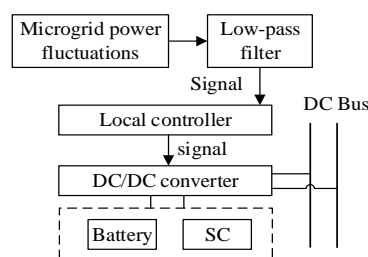 Microgrid power
fluctuations
Low-pass
filter
Signal
DC Bus
Local controller
signal
DC/DC converter
Battery
SC